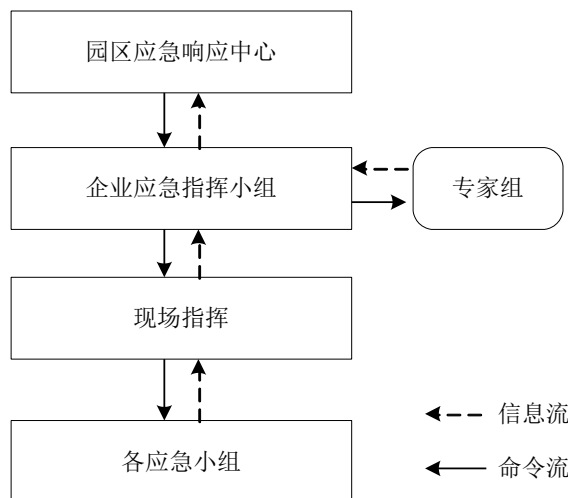 园区应急响应中心
企业应急指挥小组
专家组
现场指挥
各应急小组
信息流
命令流